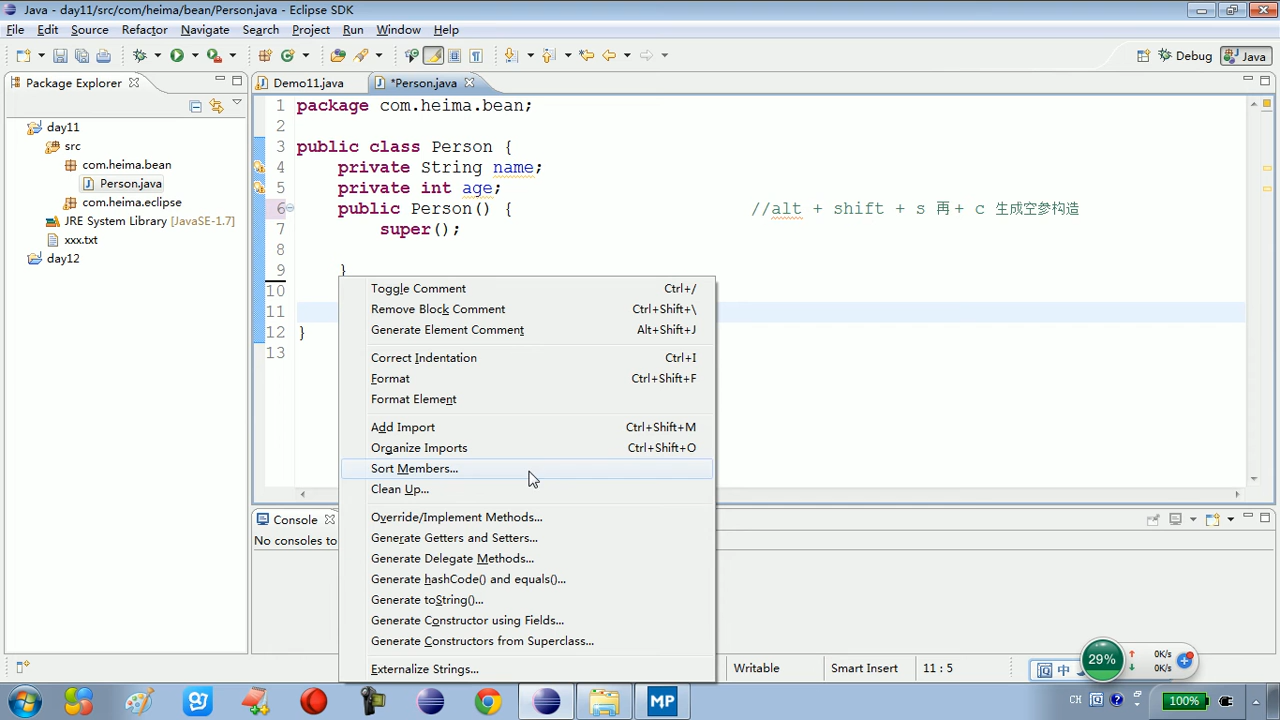 Java - day11/src/com/heima/bean/Person.java - Eclipse SDK
File Edit Source Refactor Navigate Search Project Run Window Help
Debug Java
Package Explorer
Demo11.java *Person.java
day11
src
com.heima.bean
Person.java
com.heima.eclipse
JRE System Library [JavaSE-1.7]
xxx.txt
day12
1 package com.heima.bean;
2
3 public class Person {
4 private String name;
5 private int age;
6 public Person() { //alt + shift + s 再+ c 生成空参构造
7 super();
8
9 }
10
11
12 }
13
Toggle Comment Ctrl+/
Remove Block Comment Ctrl+Shift+\
Generate Element Comment Alt+Shift+J
Correct Indentation Ctrl+I
Format Ctrl+Shift+F
Format Element
Add Import Ctrl+Shift+M
Organize Imports Ctrl+Shift+O
Sort Members...
Clean Up...
Override/Implement Methods...
Generate Getters and Setters...
Generate Delegate Methods...
Generate hashCode() and equals()...
Generate toString()...
Generate Constructor using Fields...
Generate Constructors from Superclass...
Externalize Strings...
Console
No consoles to
Writable Smart Insert 11 : 5
中
29% 0K/s
0K/s
MP
CH 100%